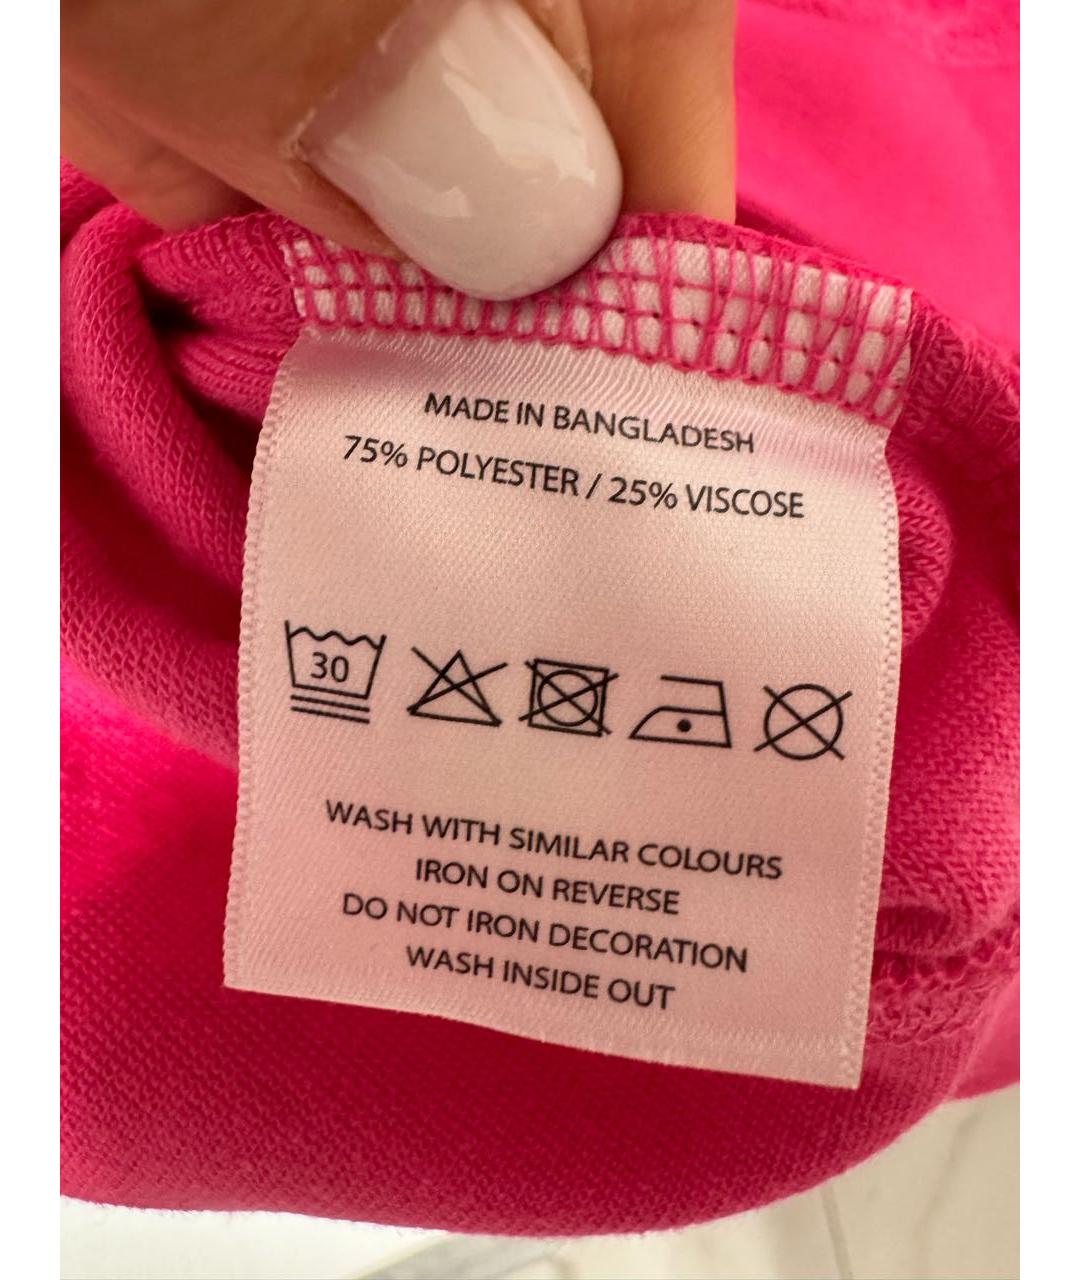 MADE IN BANGLADESH
75% POLYESTER / 25% VISCOSE
30
WASH WITH SIMILAR COLOURS
IRON ON REVERSE
DO NOT IRON DECORATION
WASH INSIDE OUT